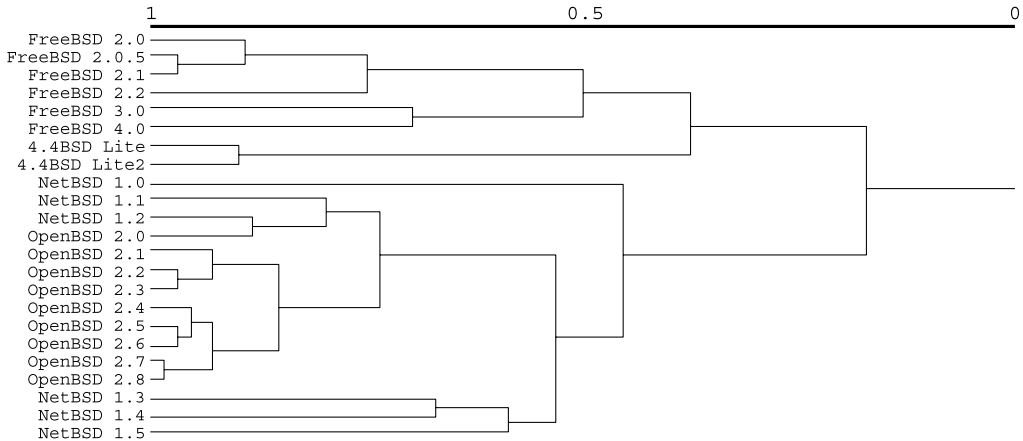 1 0.5 0
FreeBSD 2.0
FreeBSD 2.0.5
FreeBSD 2.1
FreeBSD 2.2
FreeBSD 3.0
FreeBSD 4.0
4.4BSD Lite
4.4BSD Lite2
NetBSD 1.0
NetBSD 1.1
NetBSD 1.2
OpenBSD 2.0
OpenBSD 2.1
OpenBSD 2.2
OpenBSD 2.3
OpenBSD 2.4
OpenBSD 2.5
OpenBSD 2.6
OpenBSD 2.7
OpenBSD 2.8
NetBSD 1.3
NetBSD 1.4
NetBSD 1.5